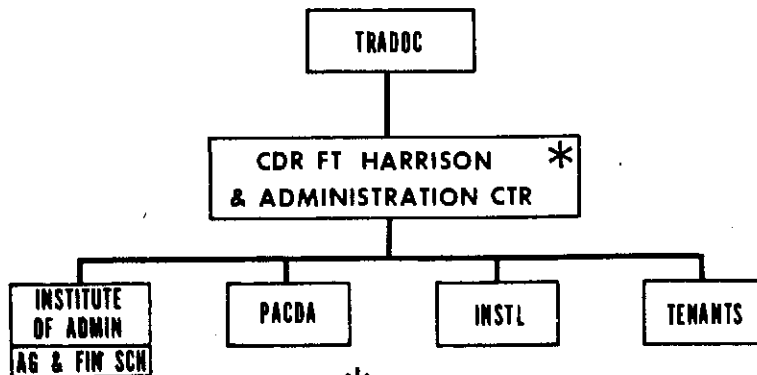 TRADOC
CDR FT HARRISON *
& ADMINISTRATION CTR
INSTITUTE
OF ADMIN
AG & FIN SCH
PACDA
INSTL
TENANTS